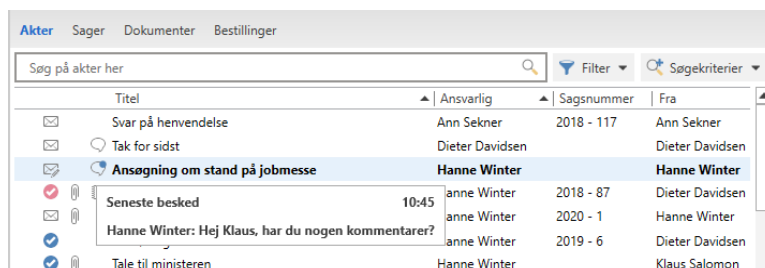 Akter Sager Dokumenter Bestillinger
Søg på akter her Filter Søgekriterier
Titel Ansvarlig Sagsnummer Fra
Svar på henvendelse Ann Sekner 2018 - 117 Ann Sekner
Tak for sidst Dieter Davidsen Dieter Davidsen
Ansøgning om stand på jobmesse Hanne Winter Hanne Winter
Hanne Winter 2018 - 87 Dieter Davidsen
Seneste besked 10:45
Hanne Winter 2020 - 1 Hanne Winter
Hanne Winter: Hej Klaus, har du nogen kommentarer?
Hanne Winter 2019 - 6 Dieter Davidsen
Tale til ministeren Hanne Winter Klaus Salomon